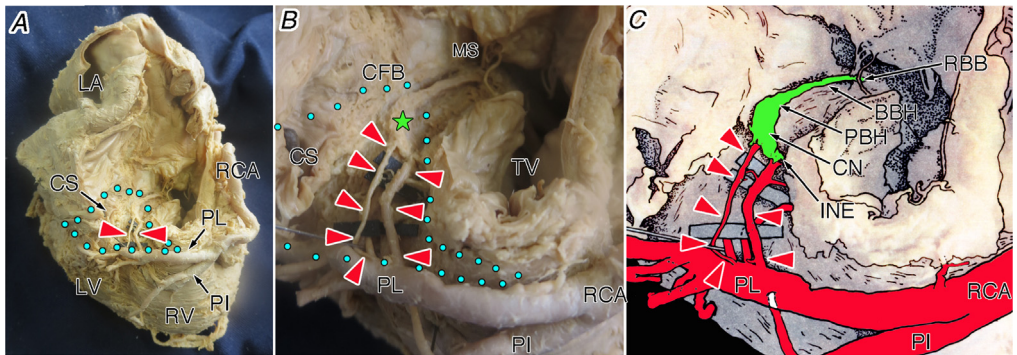 A
LA
RCA
CS
PL
LV
PI
RV
B
MS
CFB
CS
TV
PL
RCA
PI
C
RBB
BBH
PBH
CN
INE
PL
RCA
PI